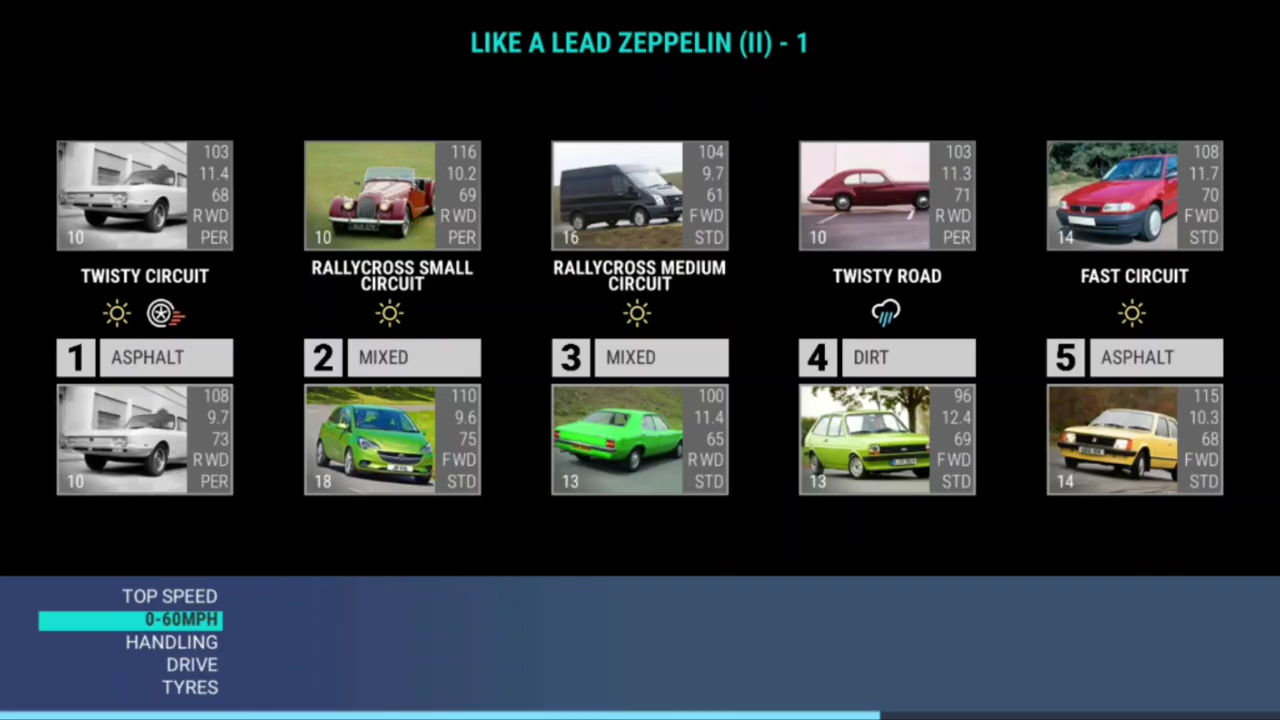 LIKE A LEAD ZEPPELIN (II) - 1
103
11.4
68
RWD
PER
10
116
10.2
69
RWD
PER
10
104
9.7
61
FWD
STD
16
103
11.3
71
RWD
PER
10
108
11.7
70
FWD
STD
14
TWISTY CIRCUIT
RALLYCROSS SMALL
CIRCUIT
RALLYCROSS MEDIUM
CIRCUIT
TWISTY ROAD
FAST CIRCUIT
1 ASPHALT
2 MIXED
3 MIXED
4 DIRT
5 ASPHALT
108
9.7
73
RWD
PER
10
110
9.6
75
FWD
STD
18
100
11.4
65
RWD
STD
13
96
12.4
69
FWD
STD
13
115
10.3
68
FWD
STD
14
TOP SPEED
0-60MPH
HANDLING
DRIVE
TYRES